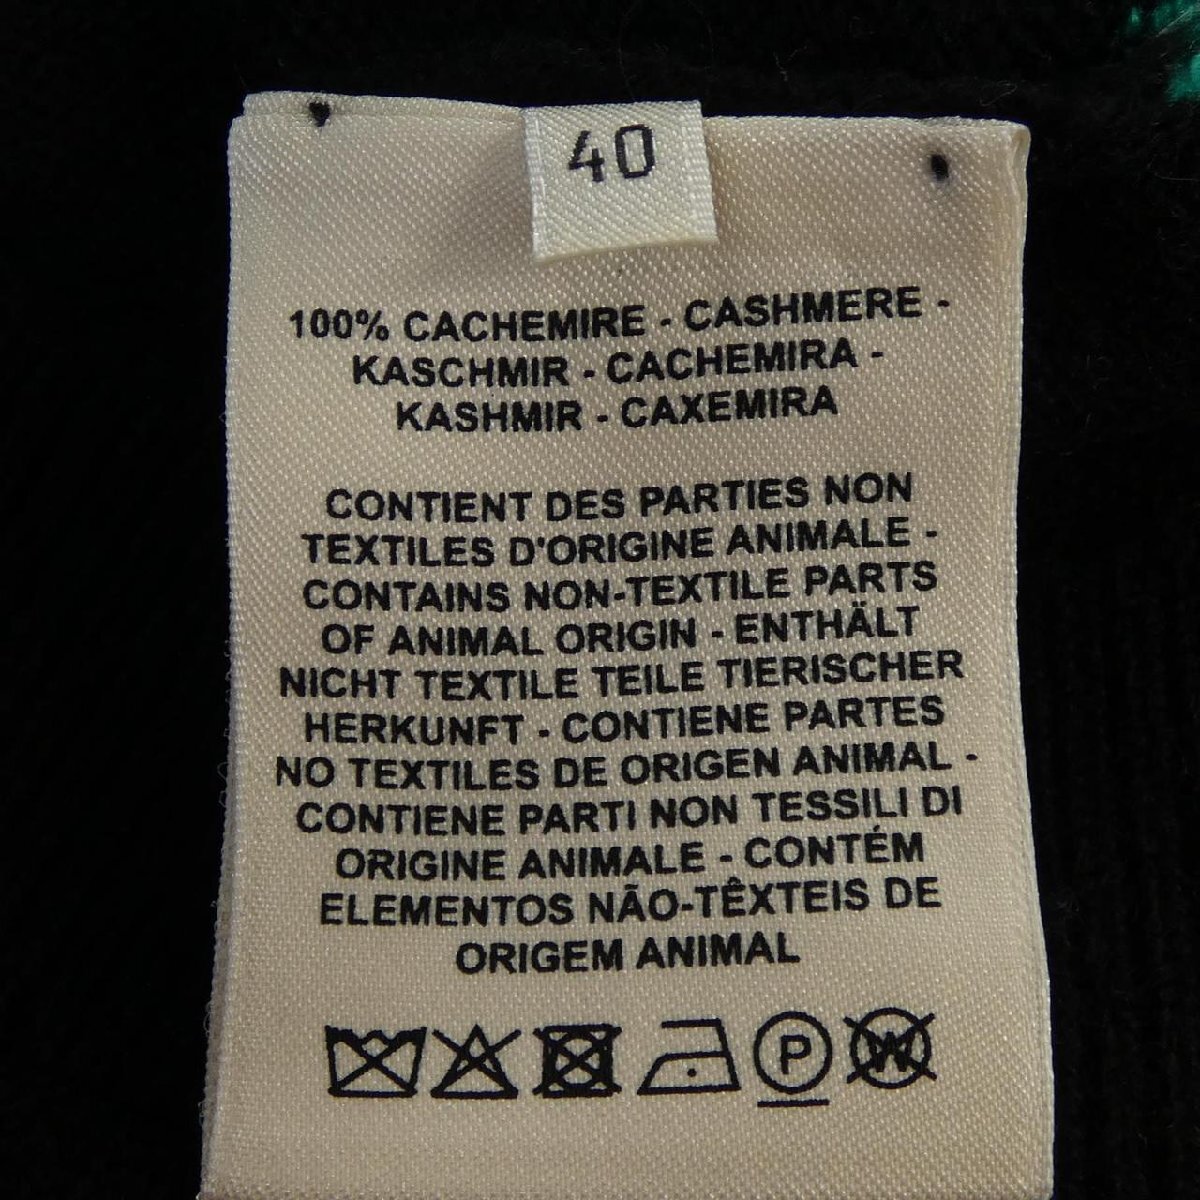 40
100% CACHEMIRE - CASHMERE -
KASCHMIR - CACHEMIRA -
KASHMIR - CAXEMIRA
CONTIENT DES PARTIES NON
TEXTILES D'ORIGINE ANIMALE -
CONTAINS NON-TEXTILE PARTS
OF ANIMAL ORIGIN - ENTHÄLT
NICHT TEXTILE TEILE TIERISCHER
HERKUNFT - CONTIENE PARTES
NO TEXTILES DE ORIGEN ANIMAL -
CONTIENE PARTI NON TESSILI DI
ORIGINE ANIMALE - CONTÉM
ELEMENTOS NÃO-TÊXTEIS DE
ORIGEM ANIMAL
P W